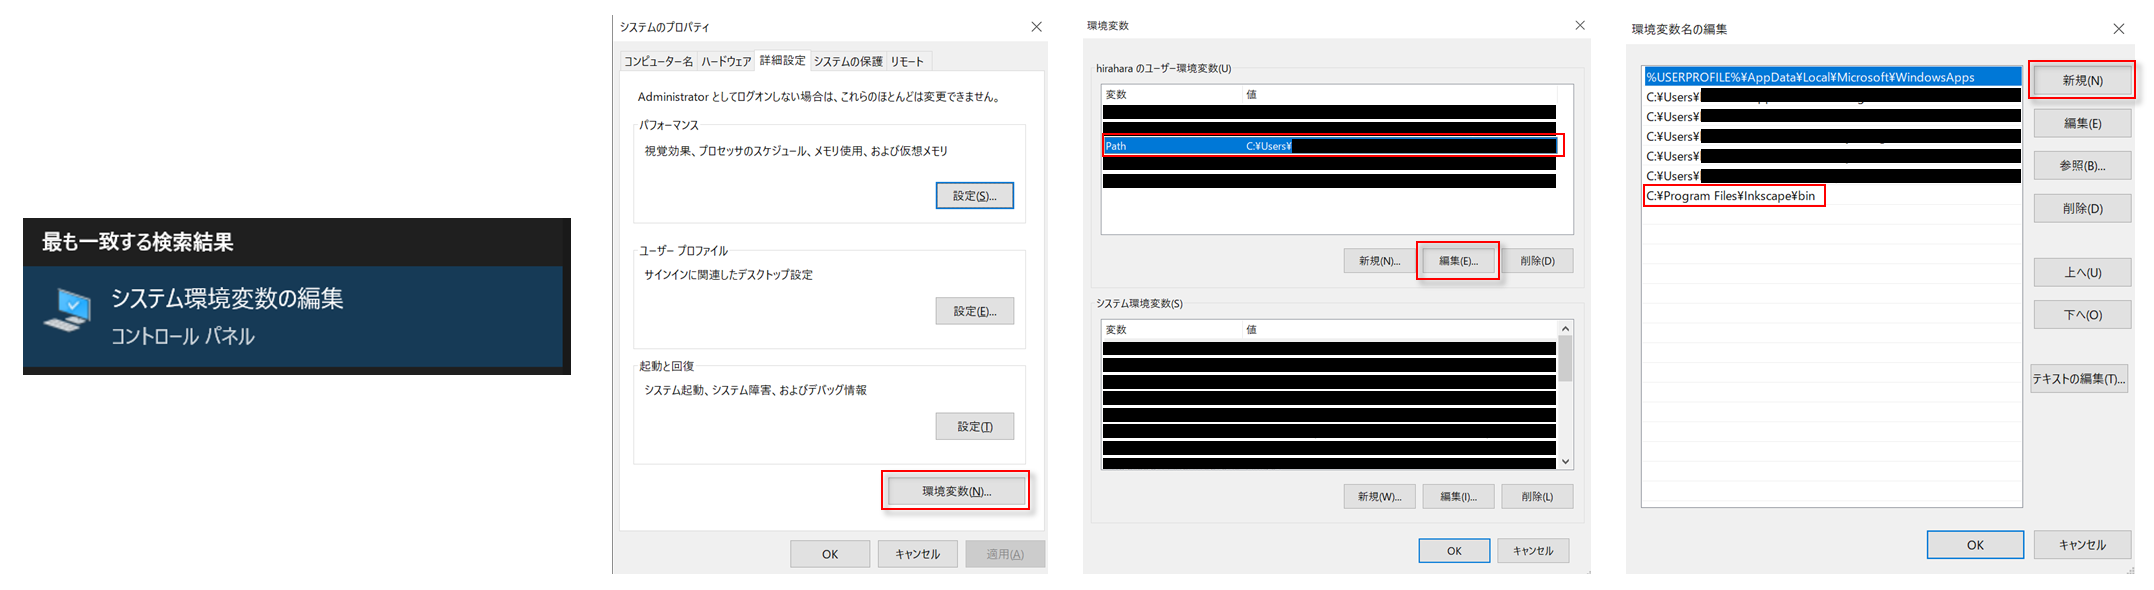 最も一致する検索結果
システム環境変数の編集
コントロール パネル
システムのプロパティ
コンピューター名 ハードウェア 詳細設定 システムの保護 リモート
Administrator としてログオンしない場合は、これらのほとんどは変更できません。
パフォーマンス
視覚効果、プロセッサのスケジュール、メモリ使用、および仮想メモリ
設定(S)...
ユーザー プロファイル
サインインに関連したデスクトップ設定
設定(E)...
起動と回復
システム起動、システム障害、およびデバッグ情報
設定(T)
環境変数(N)...
OK キャンセル 適用(A)
環境変数
hirahara のユーザー環境変数(U)
変数 値
Path C:¥Users¥
新規(N)... 編集(E)... 削除(D)
システム環境変数(S)
変数 値
新規(W)... 編集(I)... 削除(L)
OK キャンセル
環境変数名の編集
%USERPROFILE%¥AppData¥Local¥Microsoft¥WindowsApps
C:¥Users¥
C:¥Users¥
C:¥Users¥
C:¥Users¥
C:¥Users¥
C:¥Program Files¥Inkscape¥bin
新規(N)
編集(E)
参照(B)...
削除(D)
上へ(U)
下へ(O)
テキストの編集(T)...
OK キャンセル